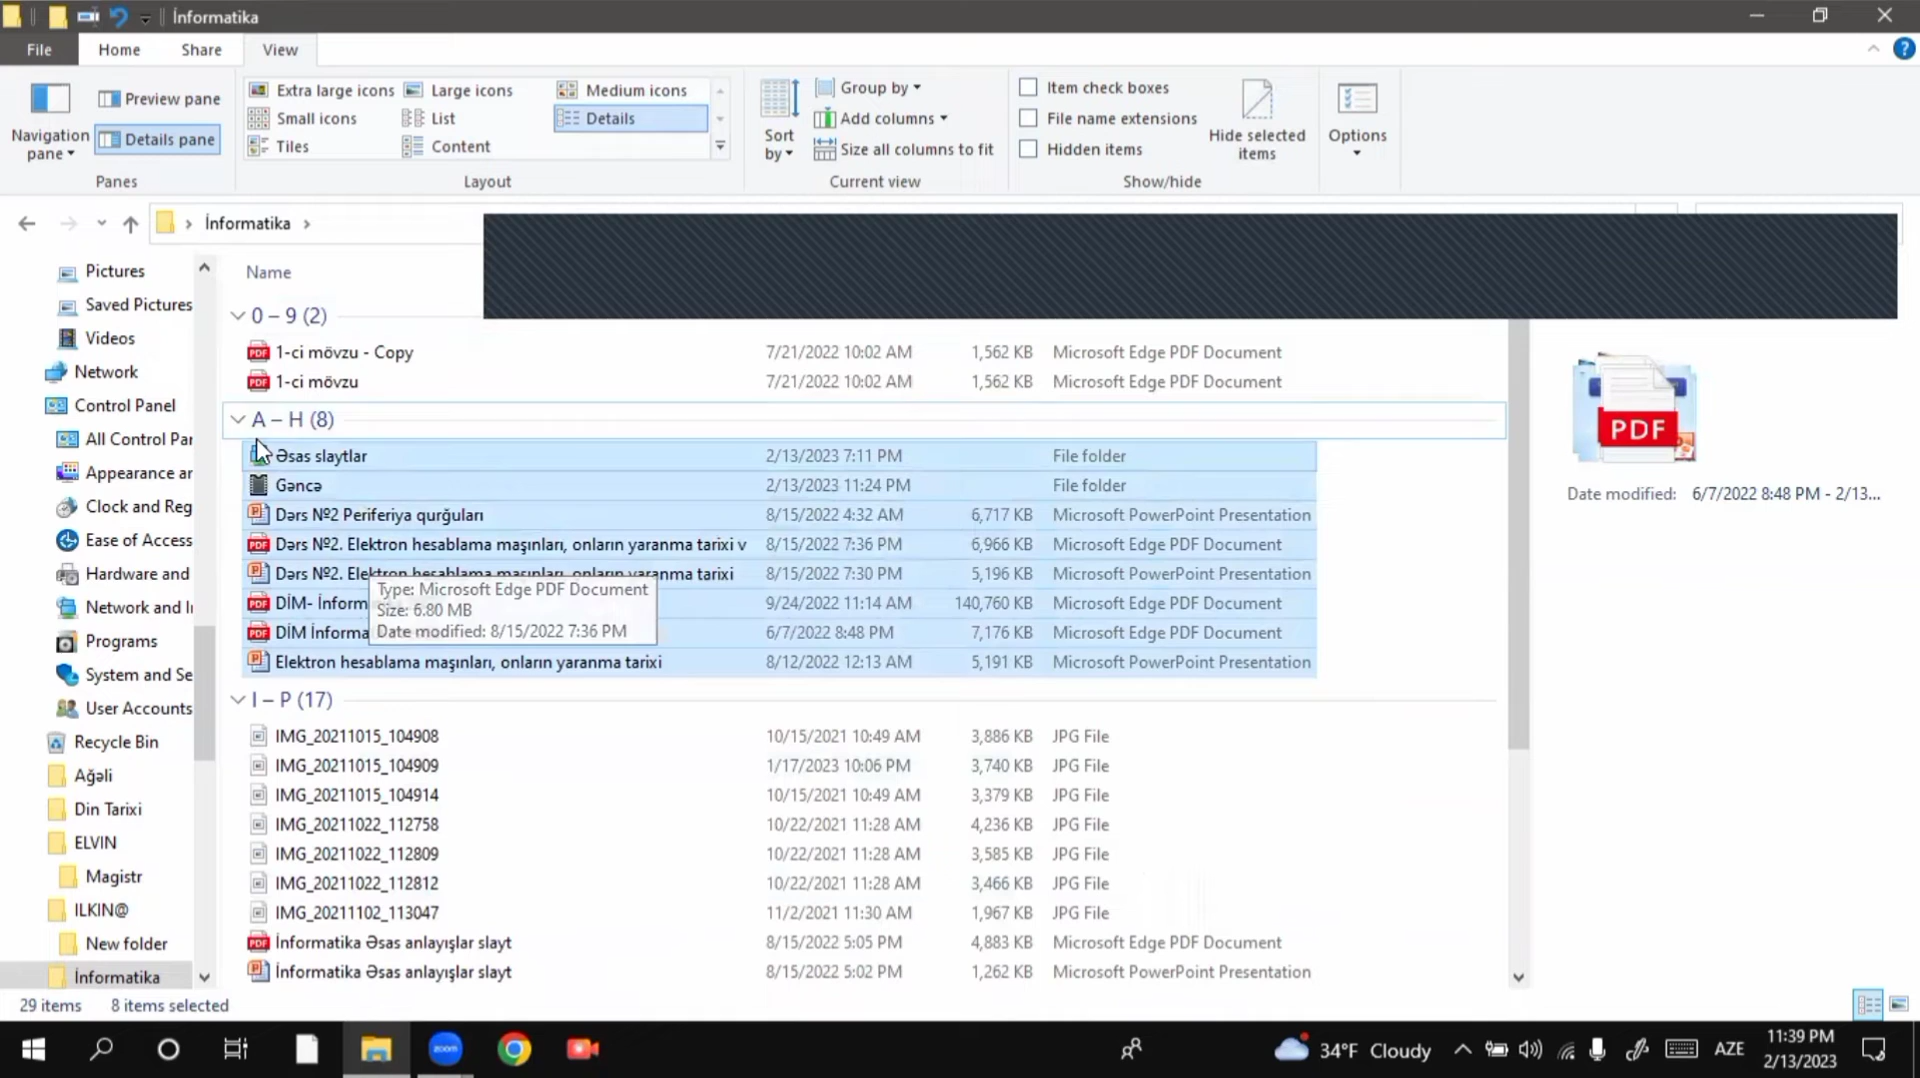 İnformatika
File Home Share View
Navigation pane
Preview pane
Details pane
Panes
Extra large icons Large icons Medium icons
Small icons List Details
Tiles Content
Layout
Sort by
Group by
Add columns
Size all columns to fit
Current view
Item check boxes
File name extensions
Hidden items
Hide selected items
Show/hide
Options
İnformatika
Pictures
Saved Pictures
Videos
Network
Control Panel
All Control Par
Appearance ar
Clock and Reg
Ease of Access
Hardware and
Network and Iı
Programs
System and Se
User Accounts
Recycle Bin
Ağəli
Din Tarixi
ELVIN
Magistr
ILKIN@
New folder
İnformatika
Name
0 – 9 (2)
1-ci mövzu - Copy 7/21/2022 10:02 AM 1,562 KB Microsoft Edge PDF Document
1-ci mövzu 7/21/2022 10:02 AM 1,562 KB Microsoft Edge PDF Document
A – H (8)
Əsas slaytlar 2/13/2023 7:11 PM File folder
Gəncə 2/13/2023 11:24 PM File folder
Dərs №2 Periferiya qurğuları 8/15/2022 4:32 AM 6,717 KB Microsoft PowerPoint Presentation
Dərs №2. Elektron hesablama maşınları, onların yaranma tarixi v 8/15/2022 7:36 PM 6,966 KB Microsoft Edge PDF Document
Dərs №2. Elektron hesablama maşınları, onların yaranma tarixi 8/15/2022 7:30 PM 5,196 KB Microsoft PowerPoint Presentation
DİM- İnform 9/24/2022 11:14 AM 140,760 KB Microsoft Edge PDF Document
DİM İnforma 6/7/2022 8:48 PM 7,176 KB Microsoft Edge PDF Document
Elektron hesablama maşınları, onların yaranma tarixi 8/12/2022 12:13 AM 5,191 KB Microsoft PowerPoint Presentation
Type: Microsoft Edge PDF Document
Size: 6.80 MB
Date modified: 8/15/2022 7:36 PM
I – P (17)
IMG_20211015_104908 10/15/2021 10:49 AM 3,886 KB JPG File
IMG_20211015_104909 1/17/2023 10:06 PM 3,740 KB JPG File
IMG_20211015_104914 10/15/2021 10:49 AM 3,379 KB JPG File
IMG_20211022_112758 10/22/2021 11:28 AM 4,236 KB JPG File
IMG_20211022_112809 10/22/2021 11:28 AM 3,585 KB JPG File
IMG_20211022_112812 10/22/2021 11:28 AM 3,466 KB JPG File
IMG_20211102_113047 11/2/2021 11:30 AM 1,967 KB JPG File
İnformatika Əsas anlayışlar slayt 8/15/2022 5:05 PM 4,883 KB Microsoft Edge PDF Document
İnformatika Əsas anlayışlar slayt 8/15/2022 5:02 PM 1,262 KB Microsoft PowerPoint Presentation
PDF
Date modified: 6/7/2022 8:48 PM - 2/13...
29 items 8 items selected
zoom
34°F Cloudy
AZE
11:39 PM
2/13/2023